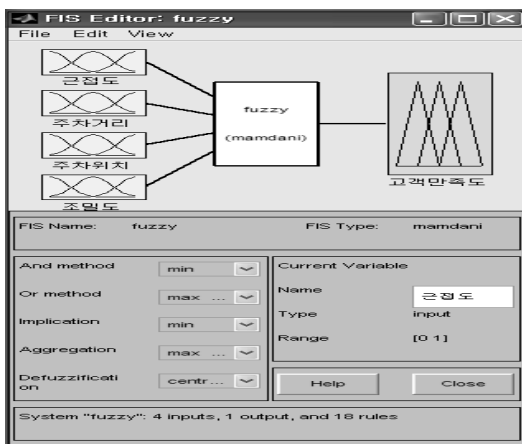 FIS Editor: fuzzy
File Edit View
근접도
주차거리
주차위치
조밀도
fuzzy
(mamdani)
고객만족도
FIS Name: fuzzy FIS Type: mamdani
And method min
Or method max ...
Implication min
Aggregation max ...
Defuzzificati
on centr...
Current Variable
Name 근접도
Type input
Range [0 1]
Help Close
System "fuzzy": 4 inputs, 1 output, and 18 rules